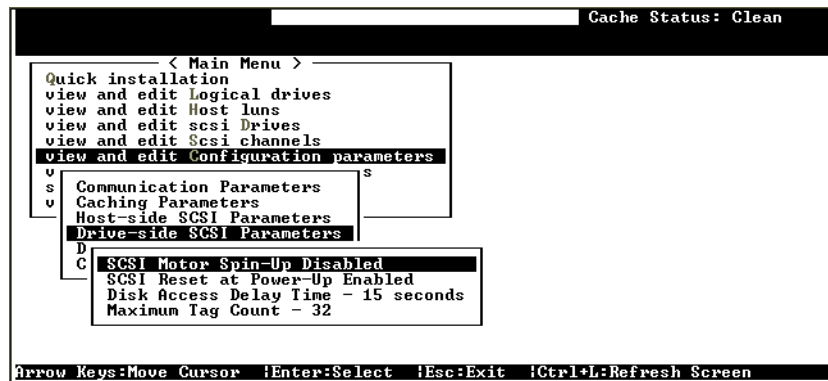 Cache Status: Clean
< Main Menu >
Quick installation
view and edit Logical drives
view and edit Host luns
view and edit scsi Drives
view and edit Scsi channels
view and edit Configuration parameters
v s
s Communication Parameters
v Caching Parameters
Host-side SCSI Parameters
Drive-side SCSI Parameters
D
C SCSI Motor Spin-Up Disabled
SCSI Reset at Power-Up Enabled
Disk Access Delay Time - 15 seconds
Maximum Tag Count - 32
Arrow Keys:Move Cursor |Enter:Select |Esc:Exit |Ctrl+L:Refresh Screen